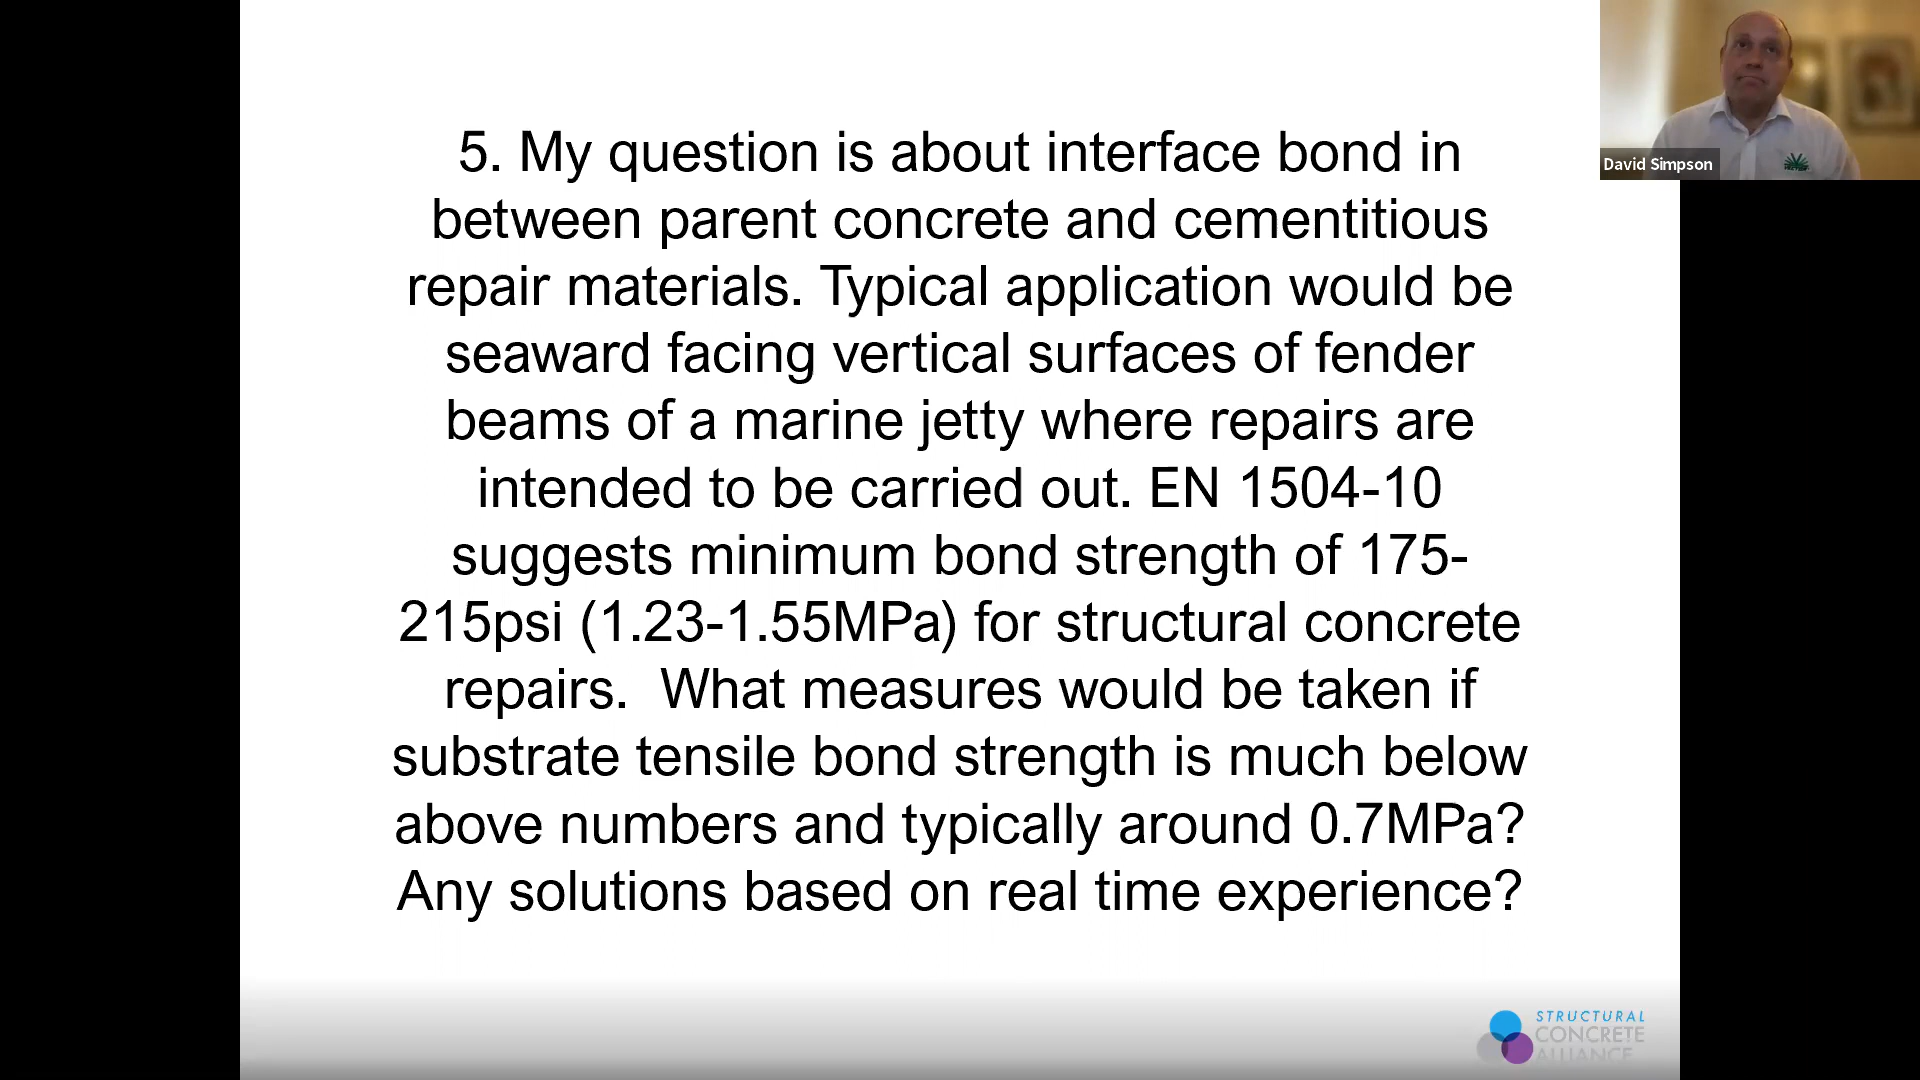 5. My question is about interface bond in
between parent concrete and cementitious
repair materials. Typical application would be
seaward facing vertical surfaces of fender
beams of a marine jetty where repairs are
intended to be carried out. EN 1504-10
suggests minimum bond strength of 175-
215psi (1.23-1.55MPa) for structural concrete
repairs.  What measures would be taken if
substrate tensile bond strength is much below
above numbers and typically around 0.7MPa?
Any solutions based on real time experience?
David Simpson
STRUCTURAL
CONCRETE
ALLIANCE